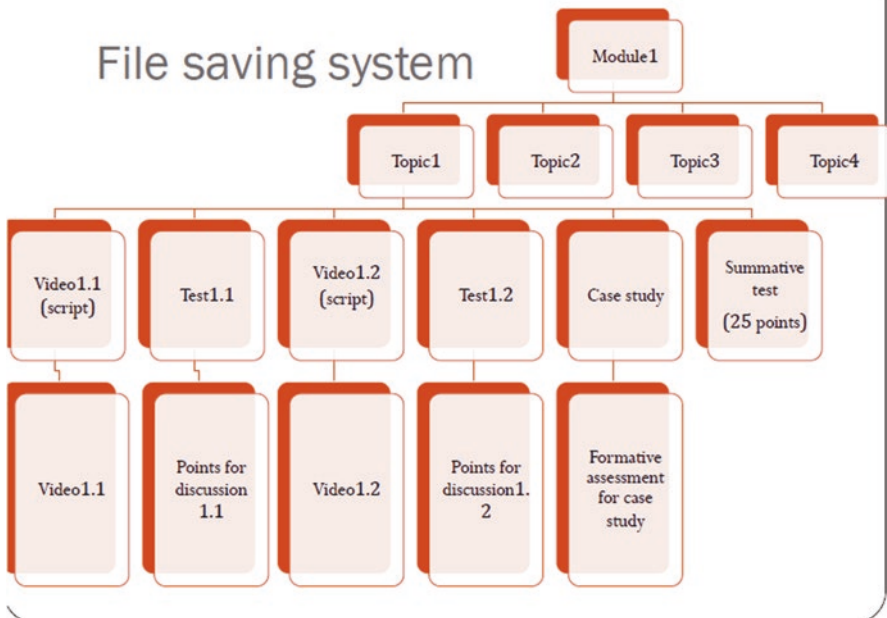 File saving system
Module1
Topic1
Topic2
Topic3
Topic4
Video1.1
(script)
Test1.1
Video1.2
(script)
Test1.2
Case study
Summative
test
(25 points)
Video1.1
Points for
discussion
1.1
Video1.2
Points for
discussion1.
2
Formative
assessment
for case
study